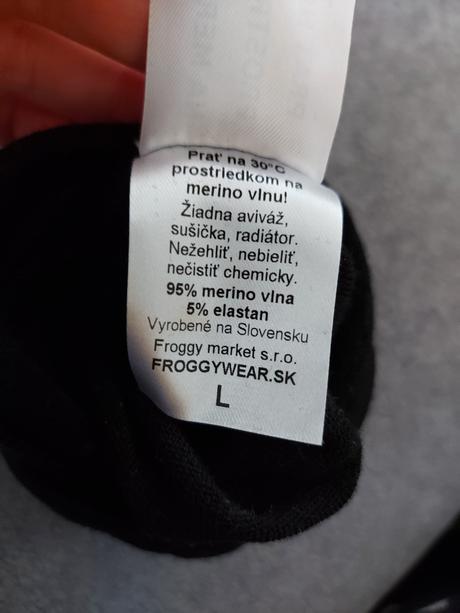 Prať na 30°C
prostriedkom na
merino vlnu!
Žiadna aviváž,
sušička, radiátor.
Nežehliť, nebieliť,
nečistiť chemicky.
95% merino vlna
5% elastan
Vyrobené na Slovensku
Froggy market s.r.o.
FROGGYWEAR.SK
L